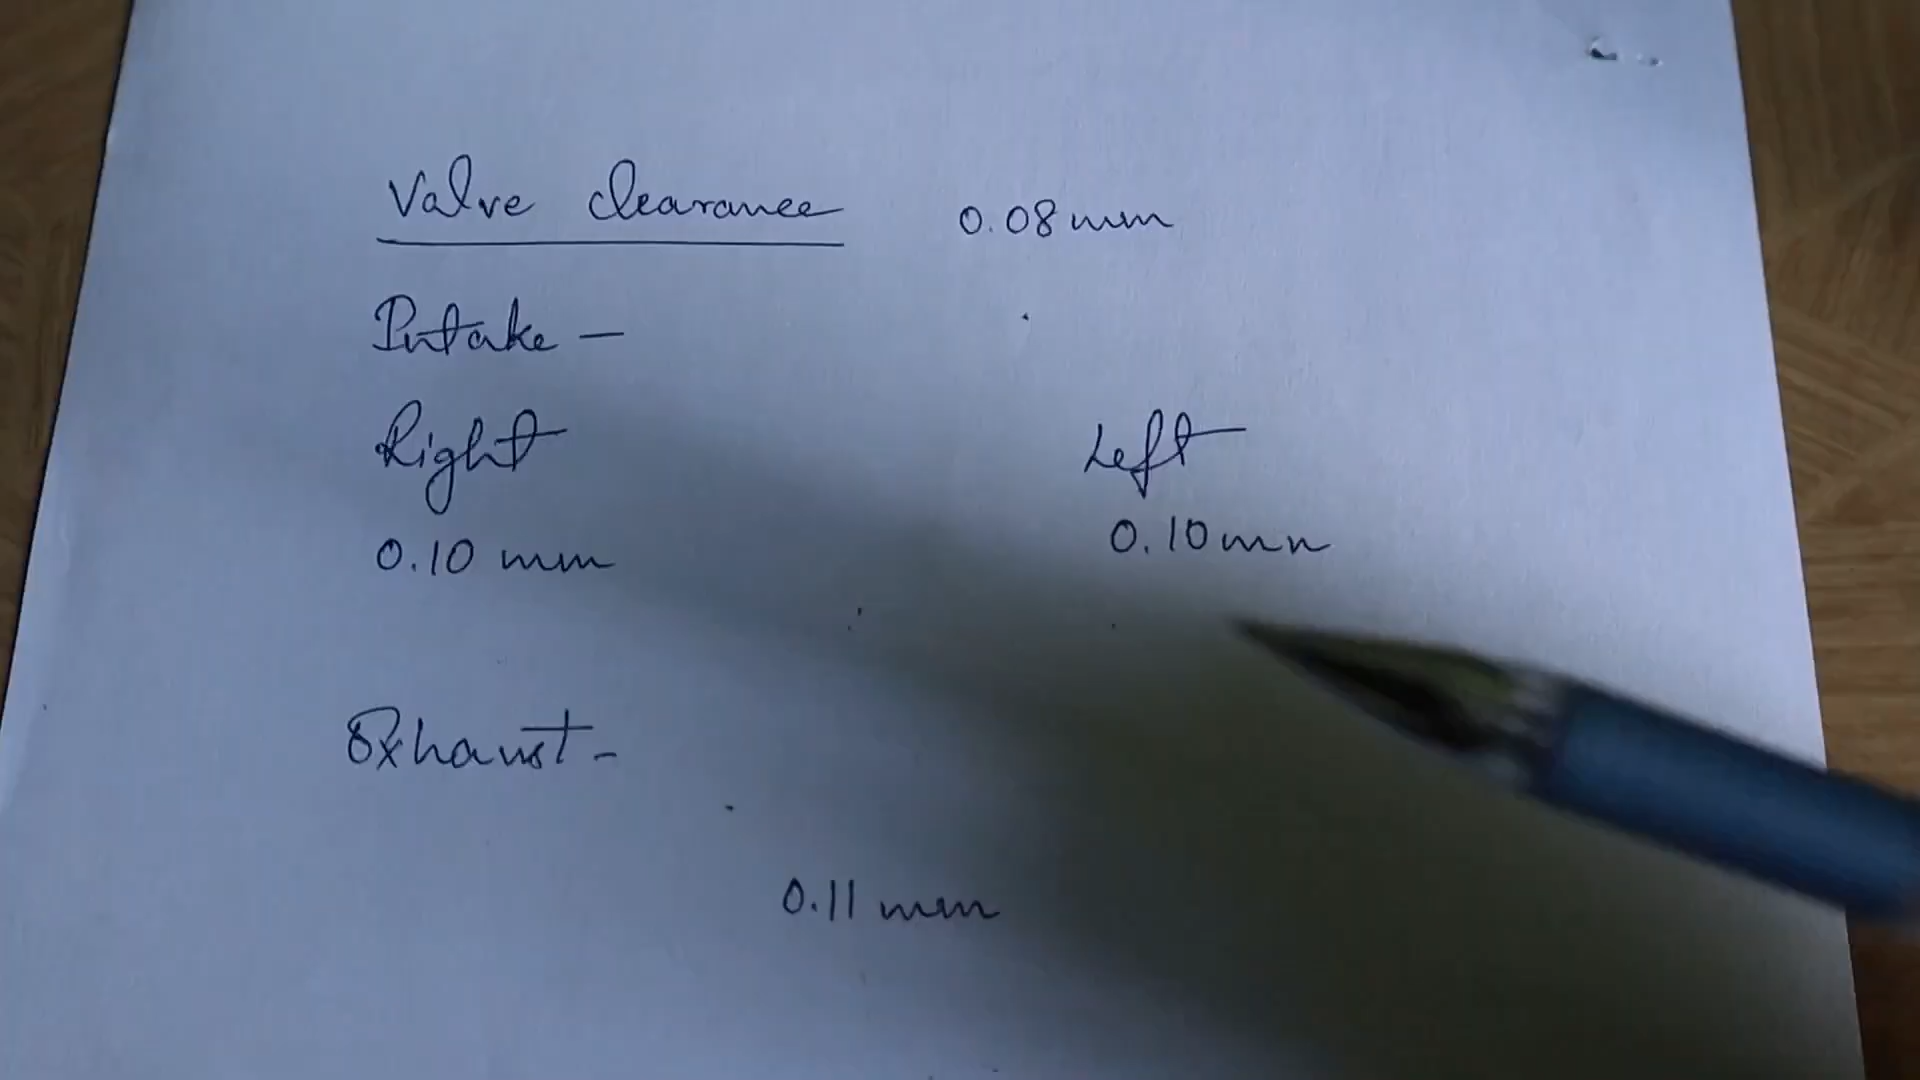 Valve clearance 0.08 mm
Intake -
Right Left
0.10 mm 0.10 mm
Exhaust -
0.11 mm